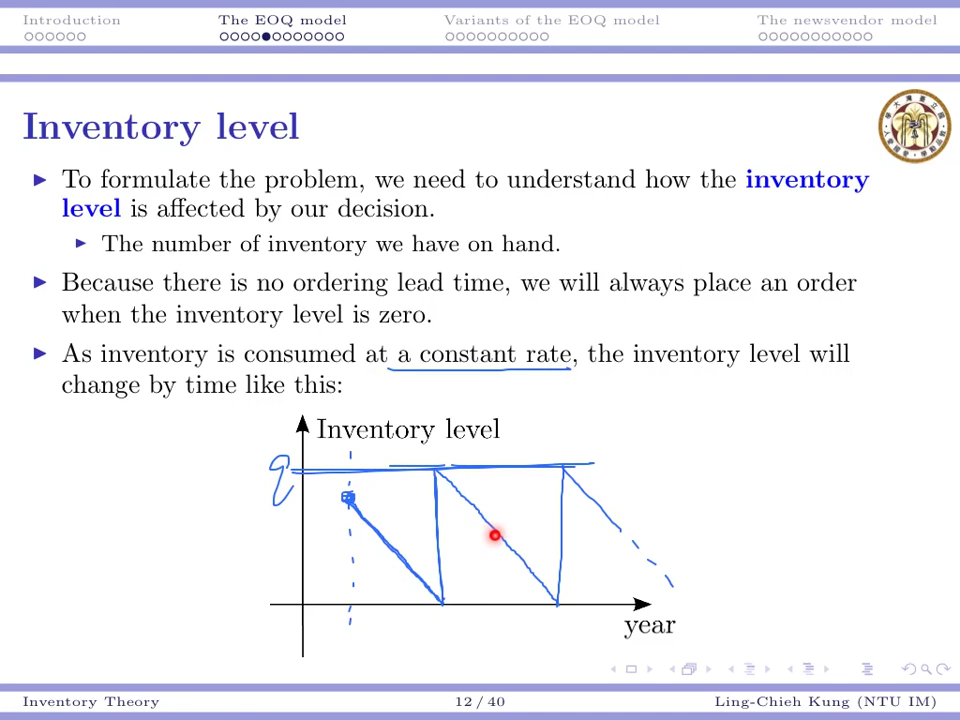 Introduction
The EOQ model
Variants of the EOQ model
The newsvendor model
Inventory level
To formulate the problem, we need to understand how the inventory
level is affected by our decision.
The number of inventory we have on hand.
Because there is no ordering lead time, we will always place an order
when the inventory level is zero.
As inventory is consumed at a constant rate, the inventory level will
change by time like this:
Inventory level
q
year
Inventory Theory
12 / 40
Ling-Chieh Kung (NTU IM)